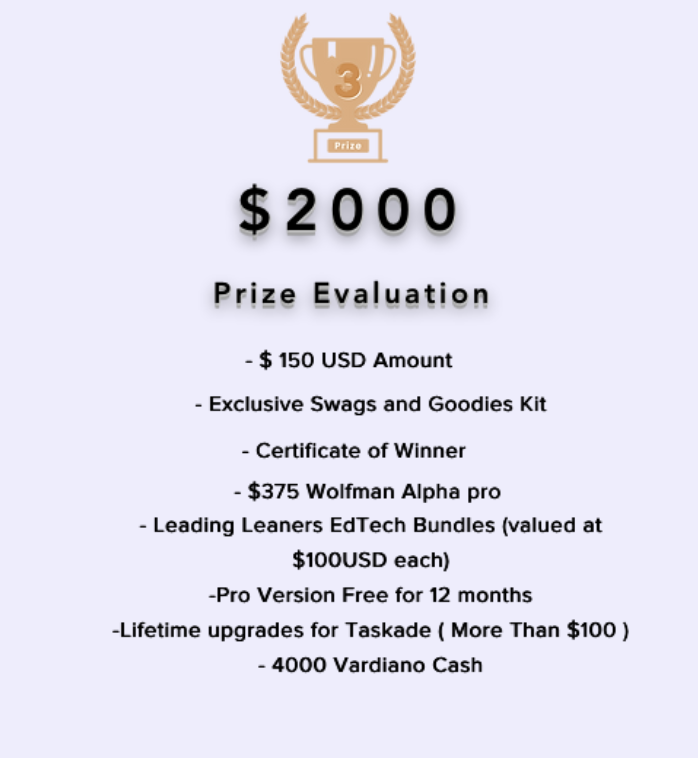 3
Prize
$2000
Prize Evaluation
- $ 150 USD Amount
- Exclusive Swags and Goodies Kit
- Certificate of Winner
- $375 Wolfman Alpha pro
- Leading Leaners EdTech Bundles (valued at
$100USD each)
-Pro Version Free for 12 months
-Lifetime upgrades for Taskade ( More Than $100 )
- 4000 Vardiano Cash